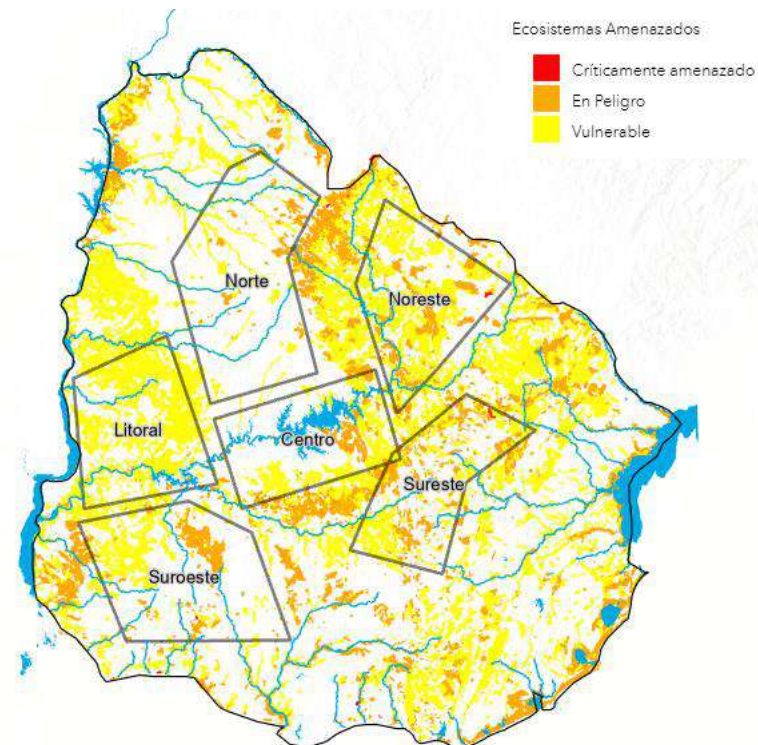 Ecosistemas Amenazados
Críticamente amenazado
En Peligro
Vulnerable
Norte
Noreste
Litoral
Centro
Sureste
Suroeste